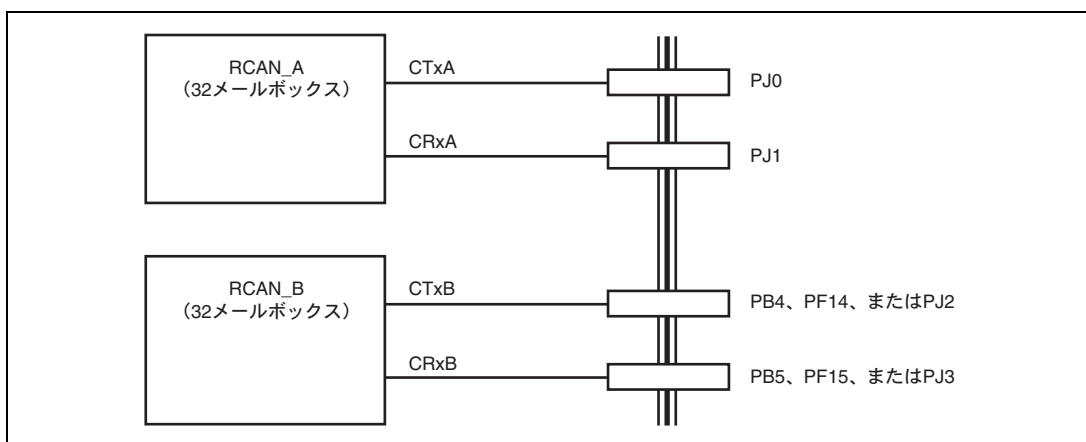 RCAN_A
（32メールボックス）
CTxA
PJ0
CRxA
PJ1
RCAN_B
（32メールボックス）
CTxB
PB4、PF14、またはPJ2
CRxB
PB5、PF15、またはPJ3